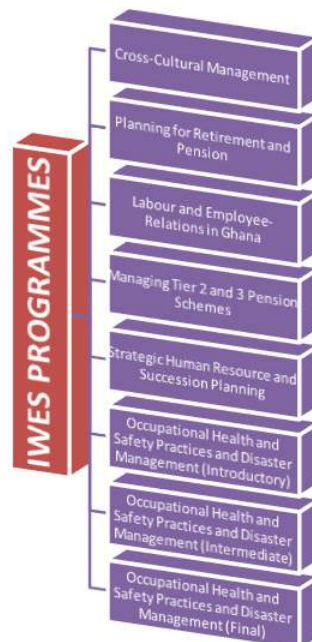 IWES PROGRAMMES
Cross-Cultural Management
Planning for Retirement and
Pension
Labour and Employee-
Relations in Ghana
Managing Tier 2 and 3 Pension
Schemes
Strategic Human Resource and
Succession Planning
Occupational Health and
Safety Practices and Disaster
Management (Introductory)
Occupational Health and
Safety Practices and Disaster
Management (Intermediate)
Occupational Health and
Safety Practices and Disaster
Management (Final)